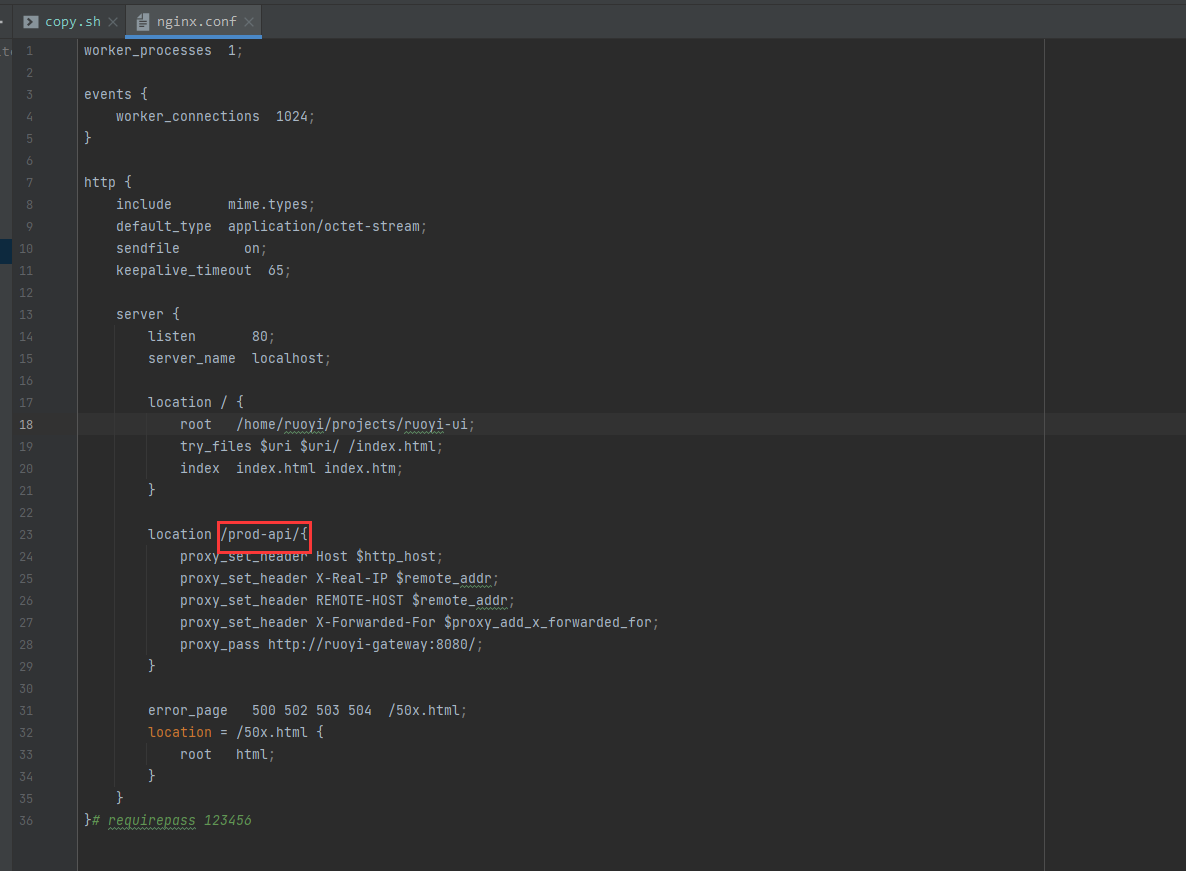 copy.sh
nginx.conf
1 worker_processes  1;
2
3 events {
4     worker_connections  1024;
5 }
6
7 http {
8     include       mime.types;
9     default_type  application/octet-stream;
10     sendfile        on;
11     keepalive_timeout  65;
12
13     server {
14         listen       80;
15         server_name  localhost;
16
17         location / {
18             root   /home/ruoyi/projects/ruoyi-ui;
19             try_files $uri $uri/ /index.html;
20             index  index.html index.htm;
21         }
22
23         location /prod-api/{
24             proxy_set_header Host $http_host;
25             proxy_set_header X-Real-IP $remote_addr;
26             proxy_set_header REMOTE-HOST $remote_addr;
27             proxy_set_header X-Forwarded-For $proxy_add_x_forwarded_for;
28             proxy_pass http://ruoyi-gateway:8080/;
29         }
30
31         error_page   500 502 503 504  /50x.html;
32         location = /50x.html {
33             root   html;
34         }
35     }
36 }# requirepass 123456